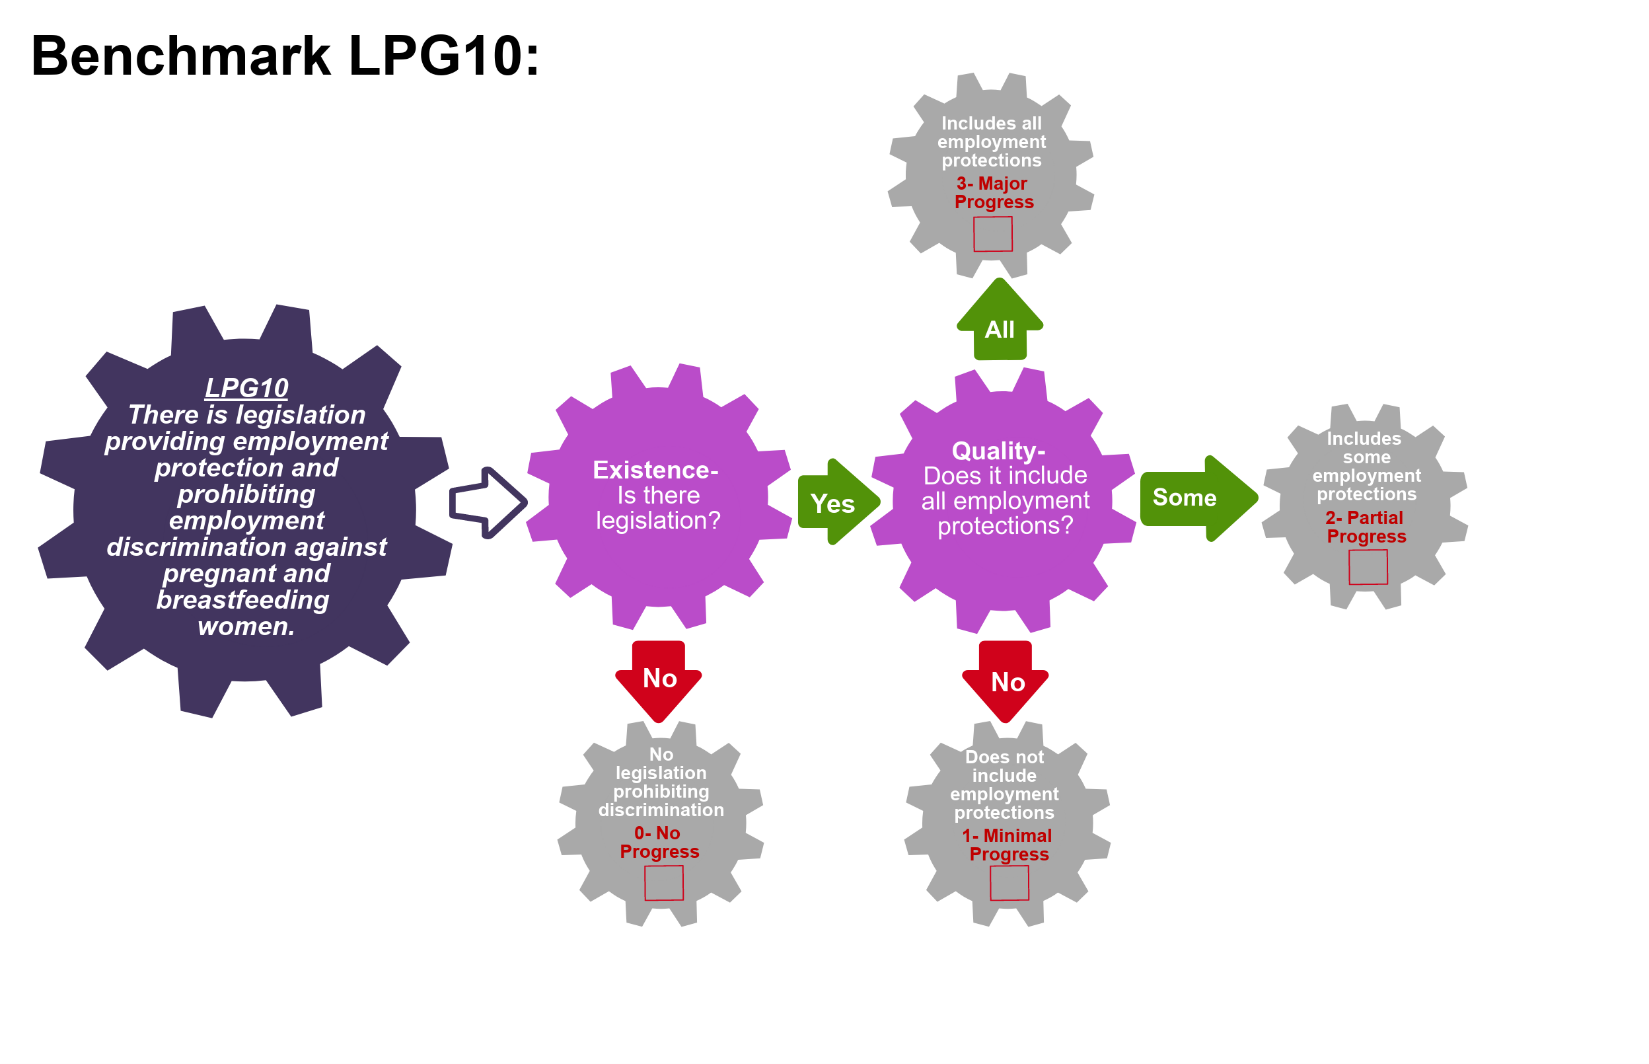 Benchmark LPG10:
LPG10
There is legislation
providing employment
protection and
prohibiting
employment
discrimination against
pregnant and
breastfeeding
women.
Existence-
Is there
legislation?
Yes
No
No
legislation
prohibiting
discrimination
0- No
Progress
Quality-
Does it include
all employment
protections?
All
Includes all
employment
protections
3- Major
Progress
Some
Includes
some
employment
protections
2- Partial
Progress
No
Does not
include
employment
protections
1- Minimal
Progress